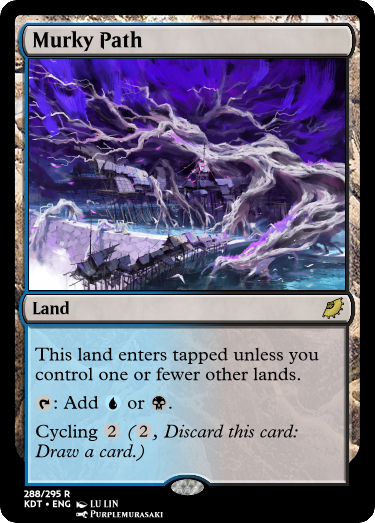 Murky Path
Land
This land enters tapped unless you
control one or fewer other lands.
: Add or .
Cycling 2 (2, Discard this card:
Draw a card.)
288/295 R
KDT • ENG LU LIN
PURPLEMURASAKI